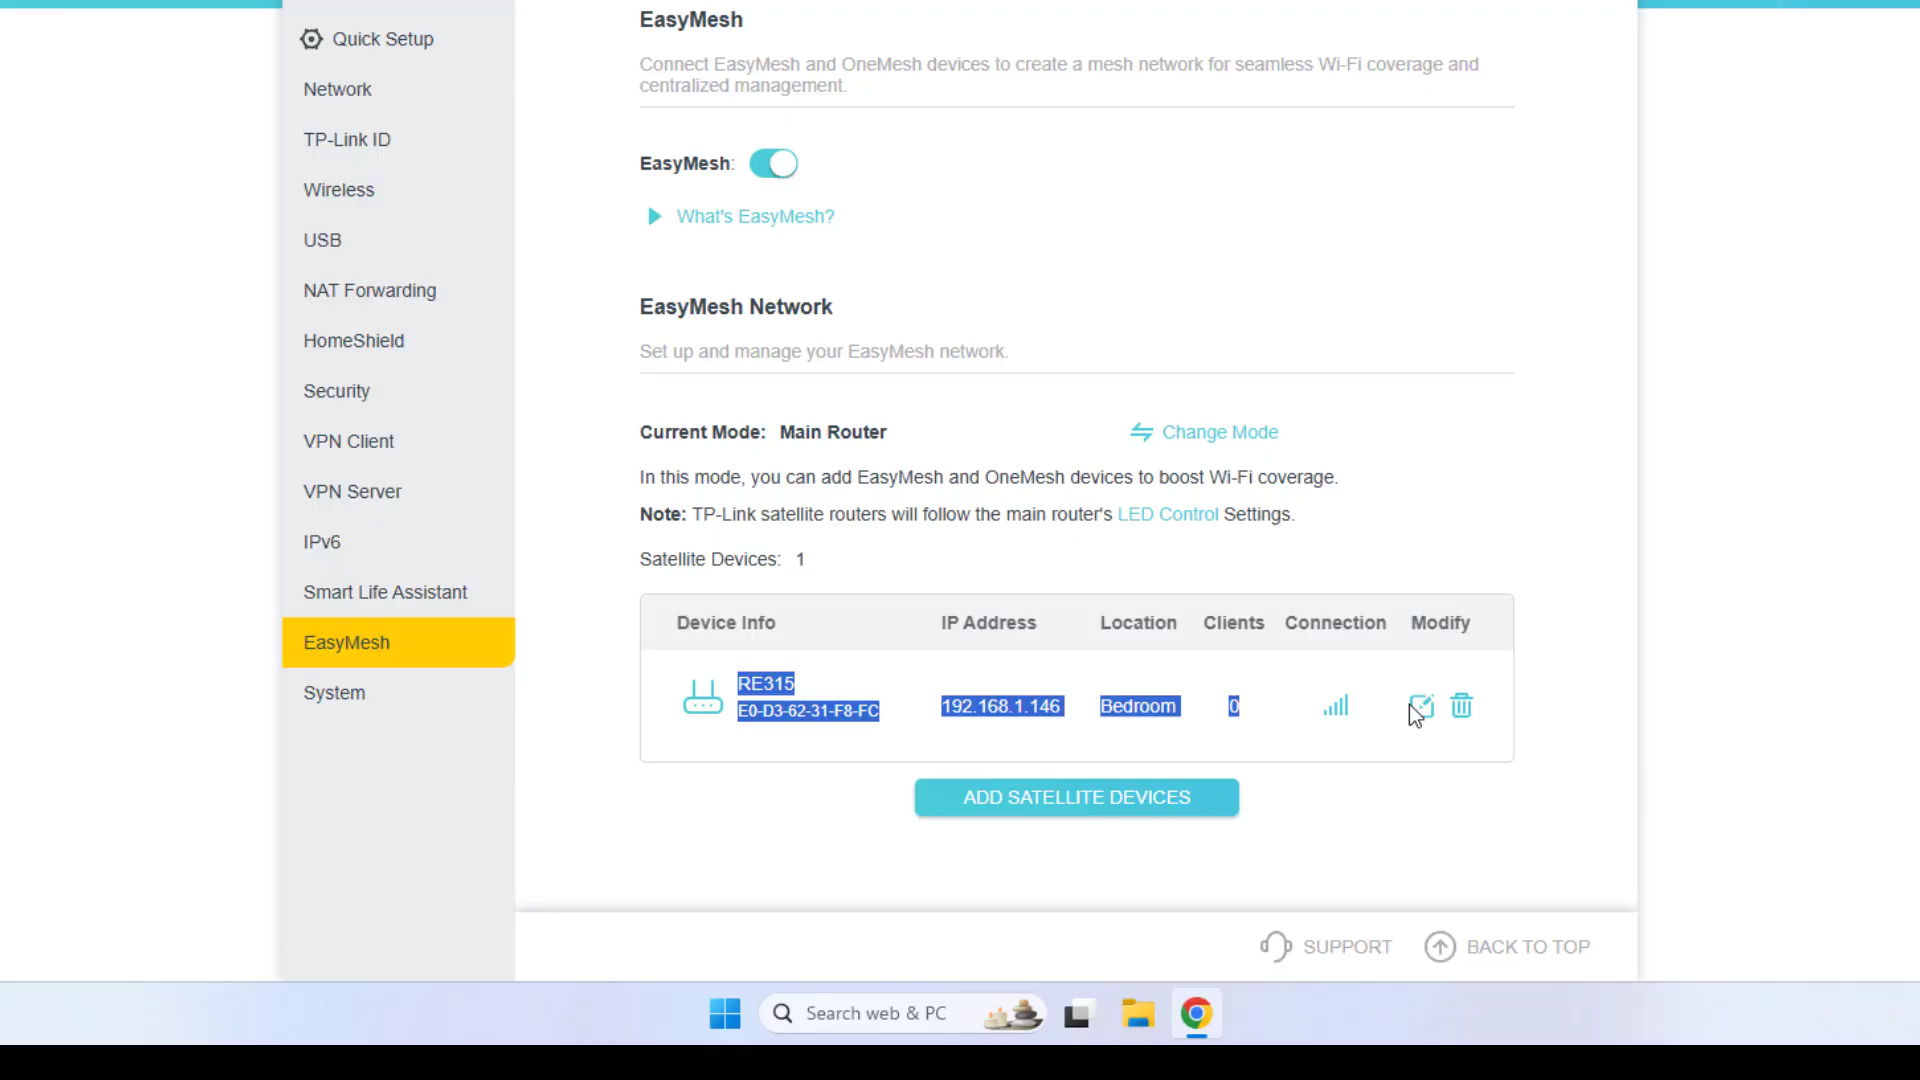 Quick Setup
Network
TP-Link ID
Wireless
USB
NAT Forwarding
HomeShield
Security
VPN Client
VPN Server
IPv6
Smart Life Assistant
EasyMesh
System
EasyMesh
Connect EasyMesh and OneMesh devices to create a mesh network for seamless Wi-Fi coverage and
centralized management.
EasyMesh:
What's EasyMesh?
EasyMesh Network
Set up and manage your EasyMesh network.
Current Mode: Main Router Change Mode
In this mode, you can add EasyMesh and OneMesh devices to boost Wi-Fi coverage.
Note: TP-Link satellite routers will follow the main router's LED Control Settings.
Satellite Devices: 1
Device Info IP Address Location Clients Connection Modify
RE315
E0-D3-62-31-F8-FC 192.168.1.146 Bedroom 0
ADD SATELLITE DEVICES
SUPPORT BACK TO TOP
Search web & PC